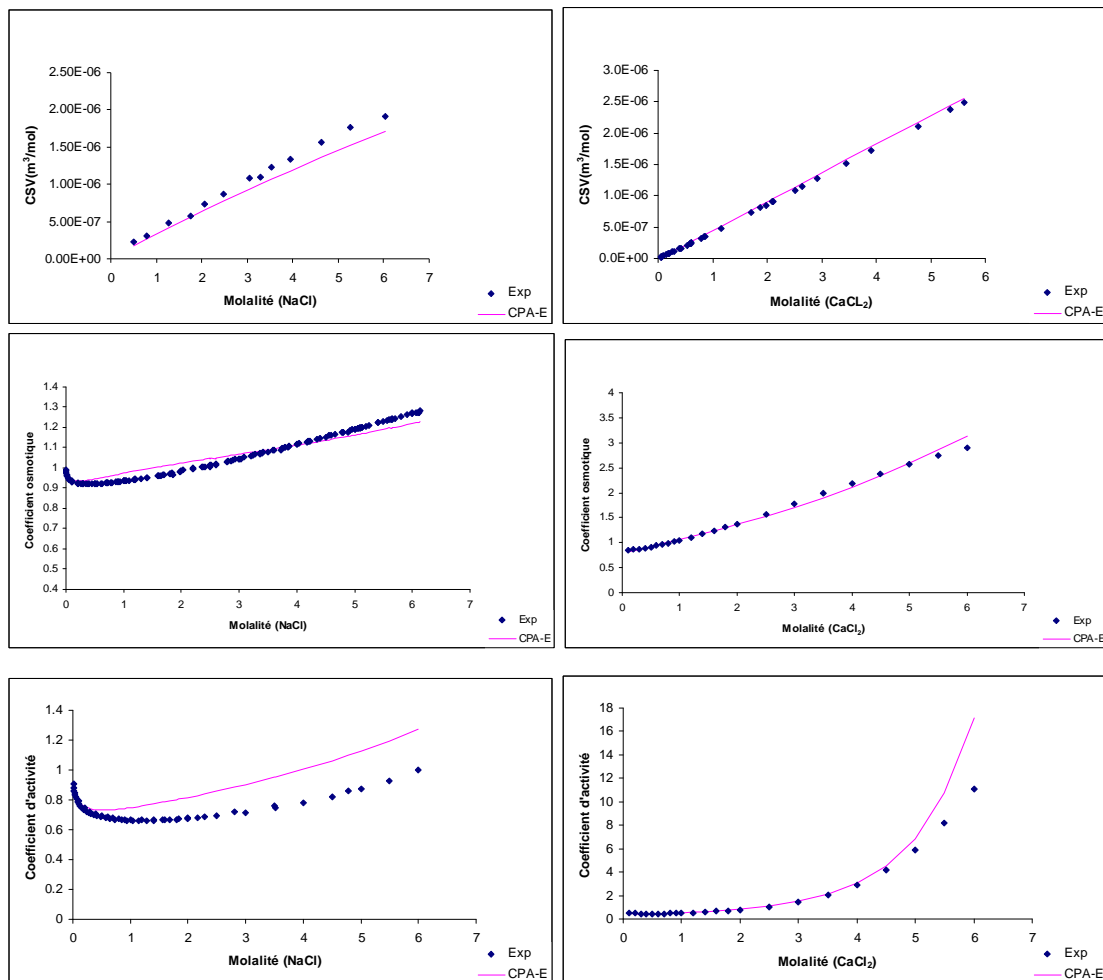 2.50E-06
2.00E-06
1.50E-06
1.00E-06
5.00E-07
0.00E+00
CSV(m³/mol)
0 1 2 3 4 5 6 7
Molalité (NaCl)
Exp
CPA-E
3.0E-06
2.5E-06
2.0E-06
1.5E-06
1.0E-06
5.0E-07
0.0E+00
CSV(m³/mol)
0 1 2 3 4 5 6
Molalité (CaCL₂)
Exp
CPA-E
1.4
1.3
1.2
1.1
1
0.9
0.8
0.7
0.6
0.5
0.4
Coefficient osmotique
0 1 2 3 4 5 6 7
Molalité (NaCl)
Exp
CPA-E
4
3.5
3
2.5
2
1.5
1
0.5
0
Coefficient osmotique
0 1 2 3 4 5 6 7
Molalité (CaCl₂)
Exp
CPA-E
1.4
1.2
1
0.8
0.6
0.4
0.2
0
Coefficient d'activité
0 1 2 3 4 5 6 7
Molalité (NaCl)
Exp
CPA-E
18
16
14
12
10
8
6
4
2
0
Coefficient d'activité
0 1 2 3 4 5 6 7
Molalité (CaCl₂)
Exp
CPA-E